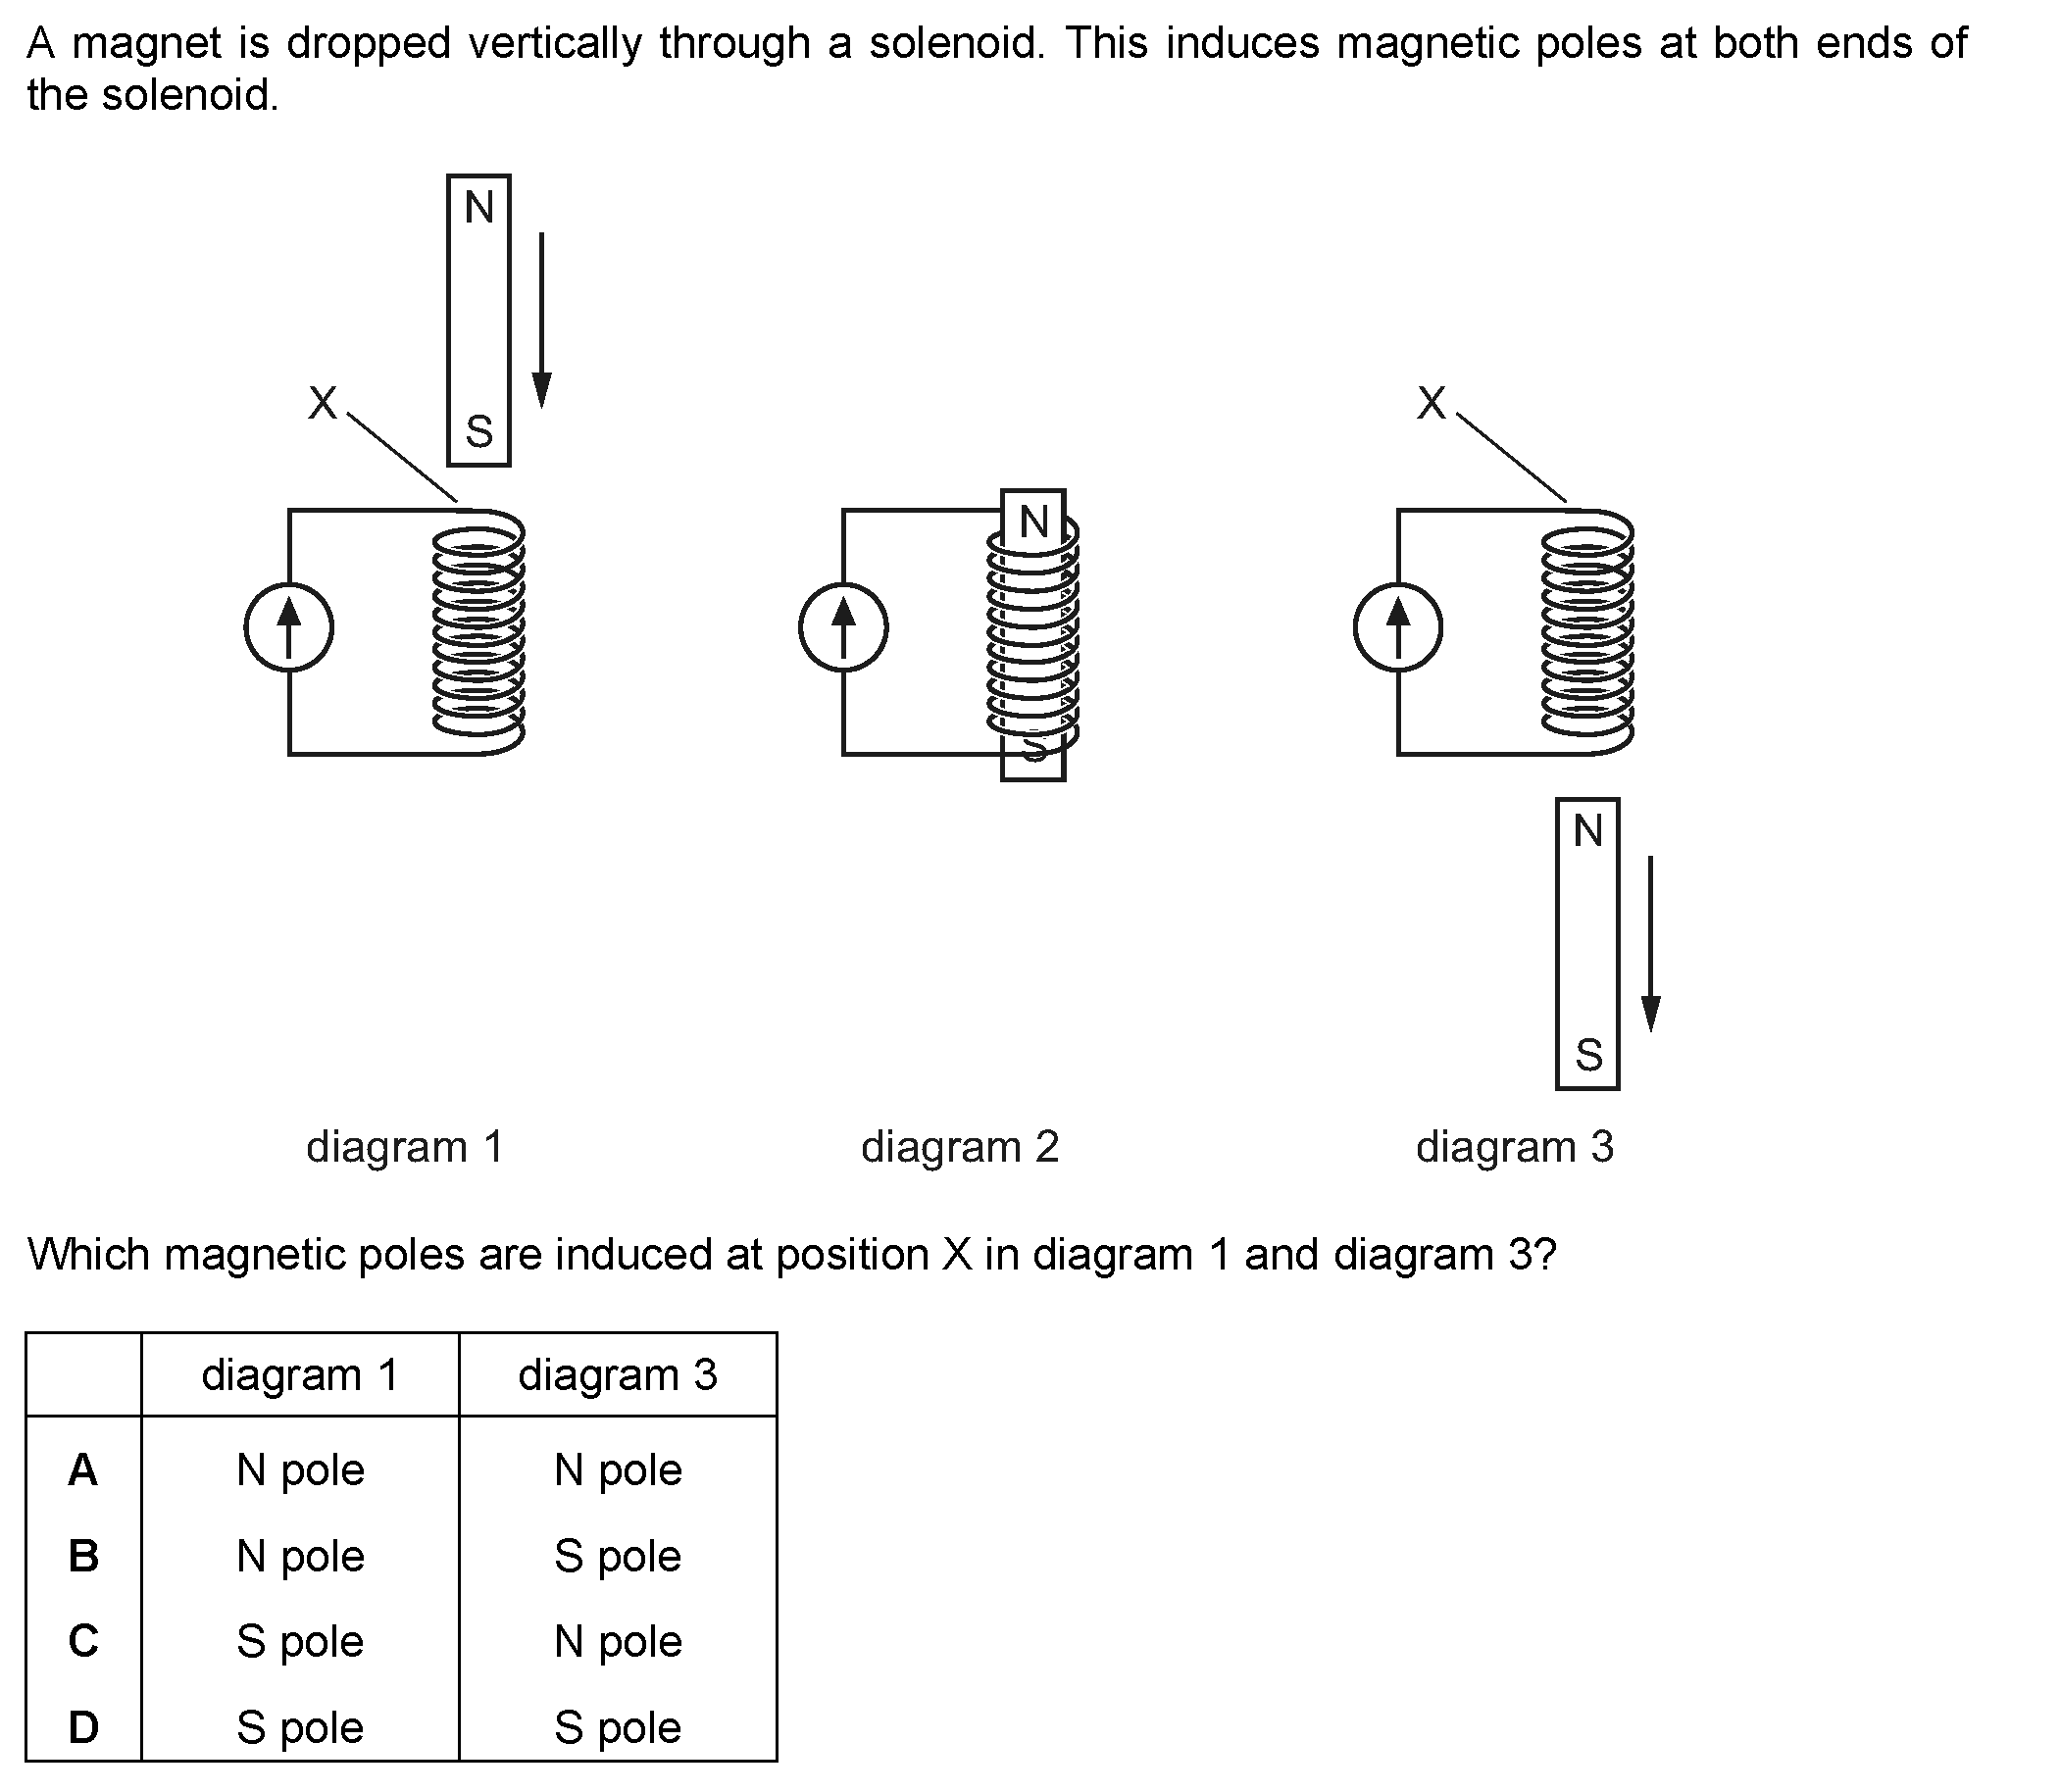 A magnet is dropped vertically through a solenoid. This induces magnetic poles at both ends of
the solenoid.
N
S
X
N
S
X
N
S
diagram 1
diagram 2
diagram 3
Which magnetic poles are induced at position X in diagram 1 and diagram 3?
diagram 1 diagram 3
A N pole N pole
B N pole S pole
C S pole N pole
D S pole S pole